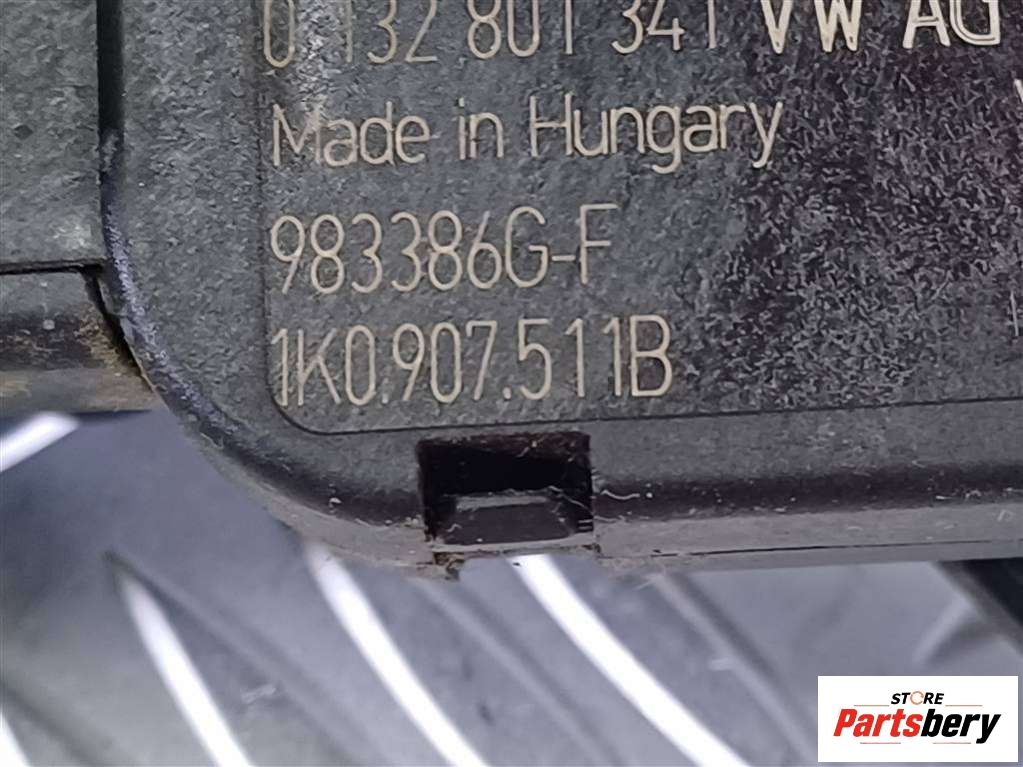 0 132 801 341 VW AG
Made in Hungary
983386G-F
1K0.907.511B
STORE
Partsbery